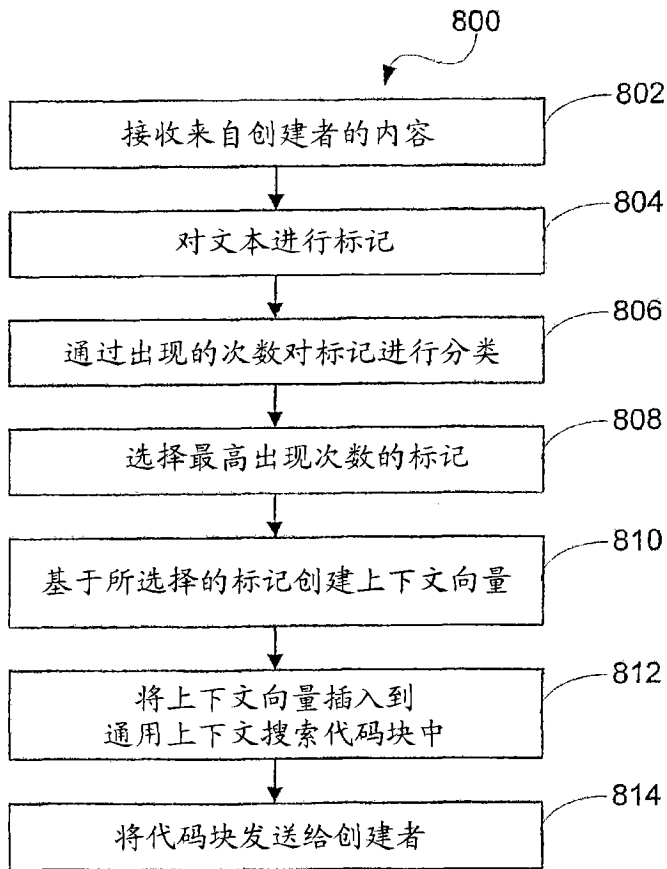 800
接收来自创建者的内容
802
对文本进行标记
804
通过出现的次数对标记进行分类
806
选择最高出现次数的标记
808
基于所选择的标记创建上下文向量
810
将上下文向量插入到
通用上下文搜索代码块中
812
将代码块发送给创建者
814